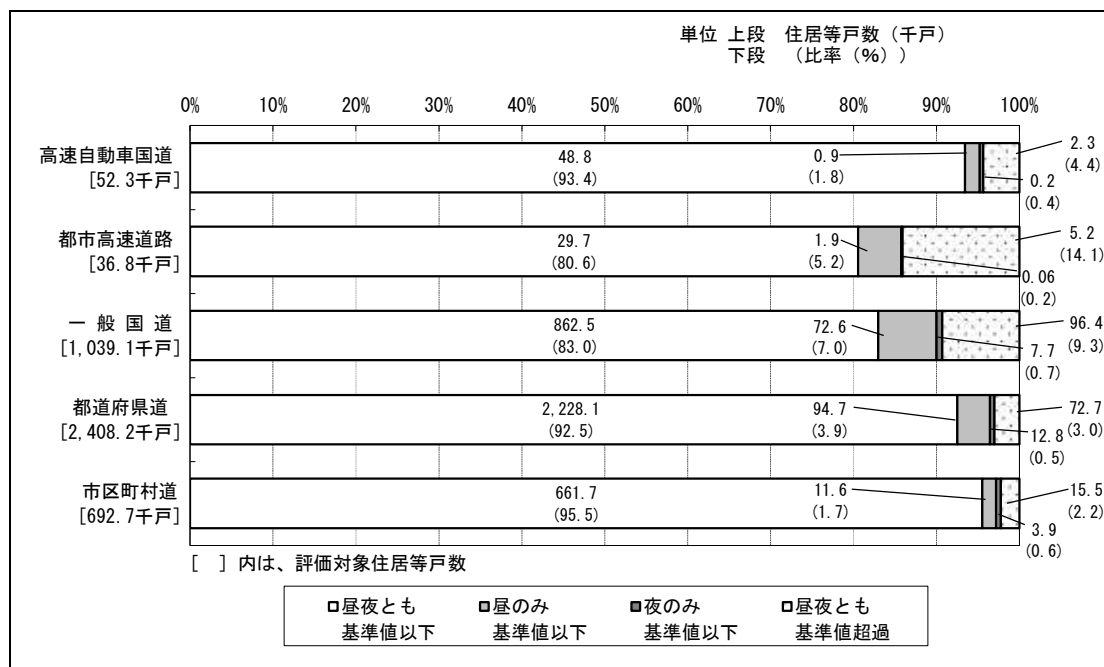 単位 上段 住居等戸数（千戸）
下段 （比率（%））
0% 10% 20% 30% 40% 50% 60% 70% 80% 90% 100%
高速自動車国道 48.8 0.9 2.3
[52.3千戸] (93.4) (1.8) (4.4)
0.2
(0.4)
都市高速道路 29.7 1.9 5.2
[36.8千戸] (80.6) (5.2) (14.1)
0.06
(0.2)
一般国道 862.5 72.6 96.4
[1,039.1千戸] (83.0) (7.0) (9.3)
7.7
(0.7)
都道府県道 2,228.1 94.7 72.7
[2,408.2千戸] (92.5) (3.9) (3.0)
12.8
(0.5)
市区町村道 661.7 11.6 15.5
[692.7千戸] (95.5) (1.7) (2.2)
3.9
(0.6)
[ ]内は、評価対象住居等戸数
昼夜とも 昼のみ 夜のみ 昼夜とも
基準値以下 基準値以下 基準値以下 基準値超過